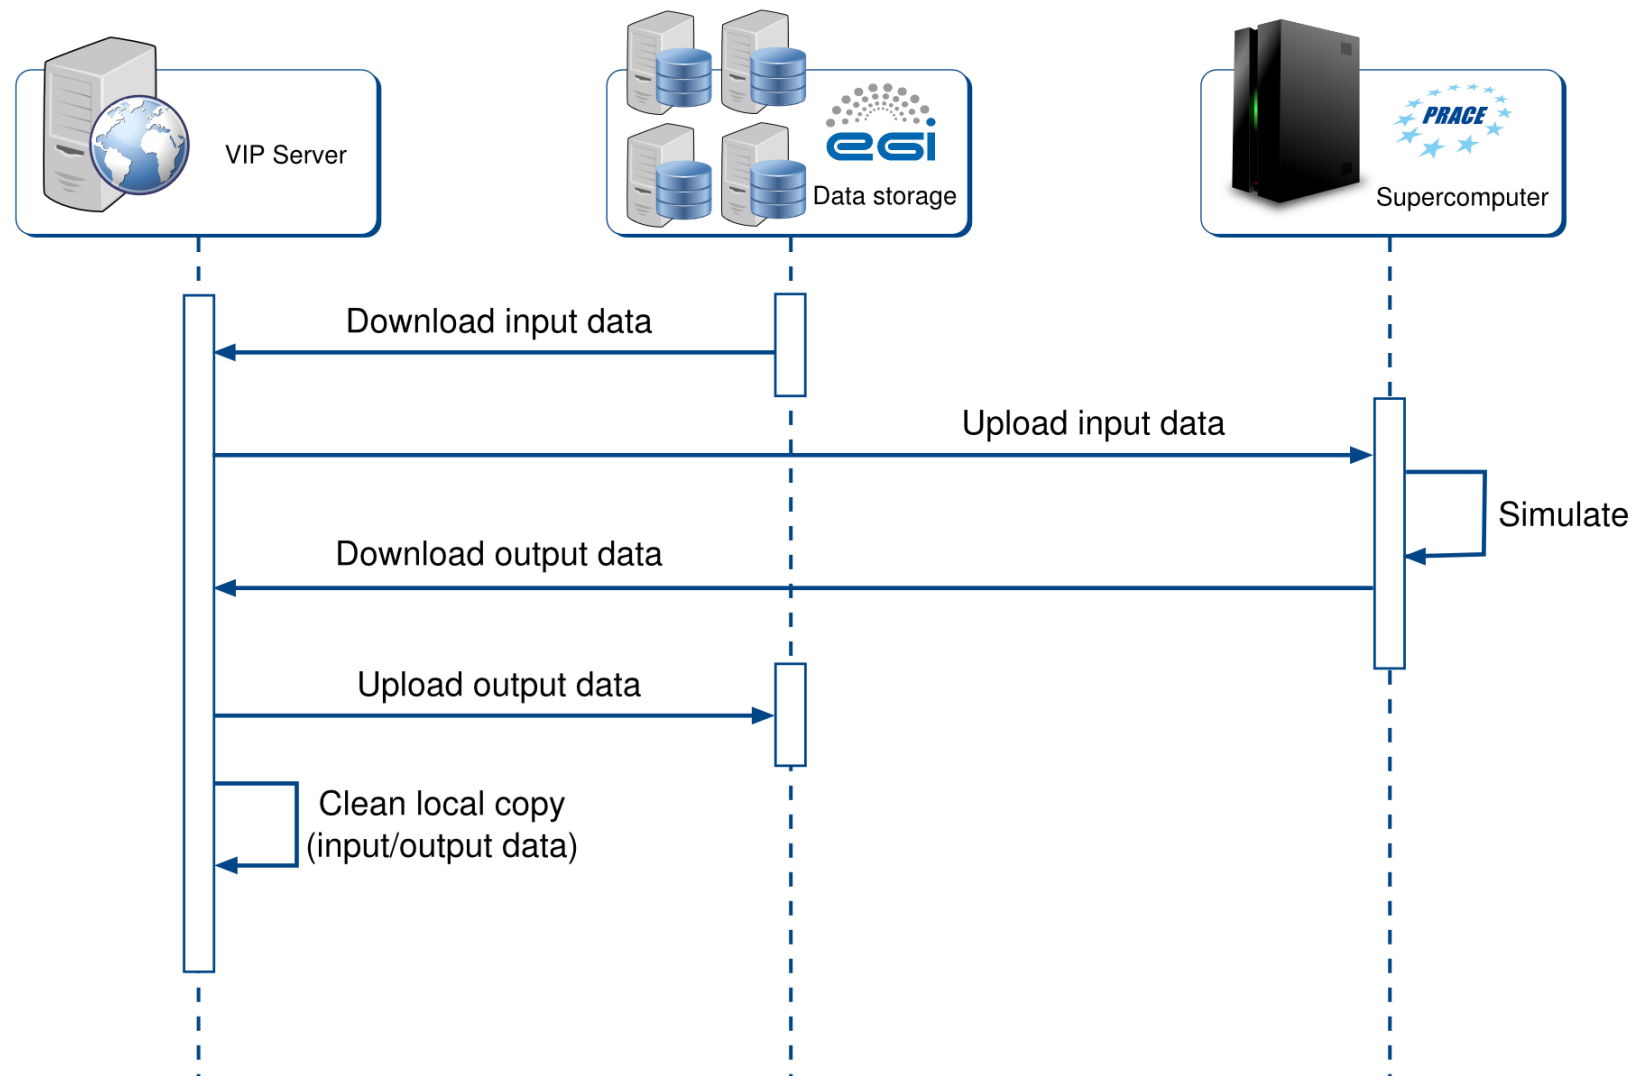 VIP Server
egi
Data storage
PRACE
Supercomputer
Download input data
Upload input data
Simulate
Download output data
Upload output data
Clean local copy
(input/output data)